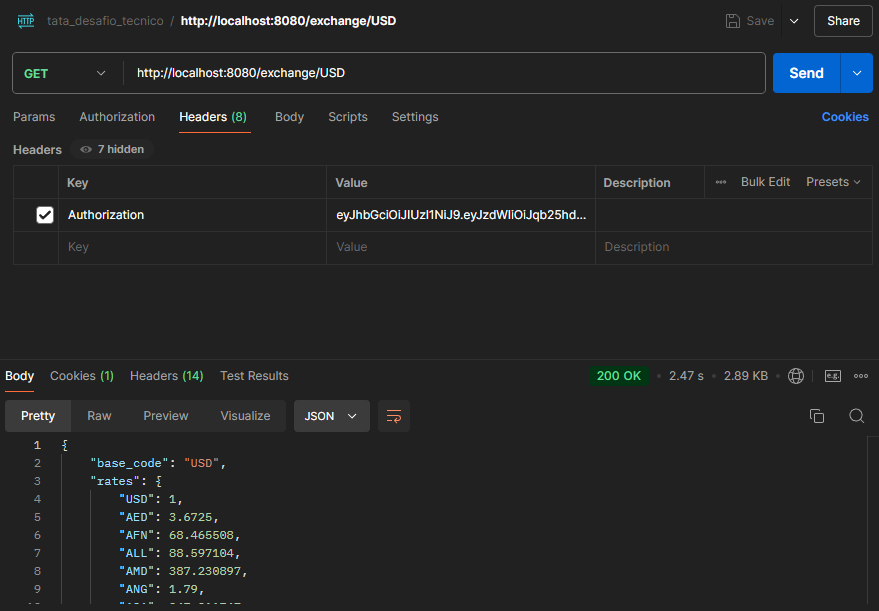 HTTP tata_desafio_tecnico / http://localhost:8080/exchange/USD Save Share
GET http://localhost:8080/exchange/USD Send
Params Authorization Headers (8) Body Scripts Settings Cookies
Headers 7 hidden
Key Value Description Bulk Edit Presets
Authorization eyJhbGciOiJIUzI1NiJ9.eyJzdWIiOiJqb25hd...
Key Value Description
Body Cookies (1) Headers (14) Test Results 200 OK 2.47 s 2.89 KB e.g.
Pretty Raw Preview Visualize JSON
1 {
2 "base_code": "USD",
3 "rates": {
4 "USD": 1,
5 "AED": 3.6725,
6 "AFN": 68.465508,
7 "ALL": 88.597104,
8 "AMD": 387.230897,
9 "ANG": 1.79,